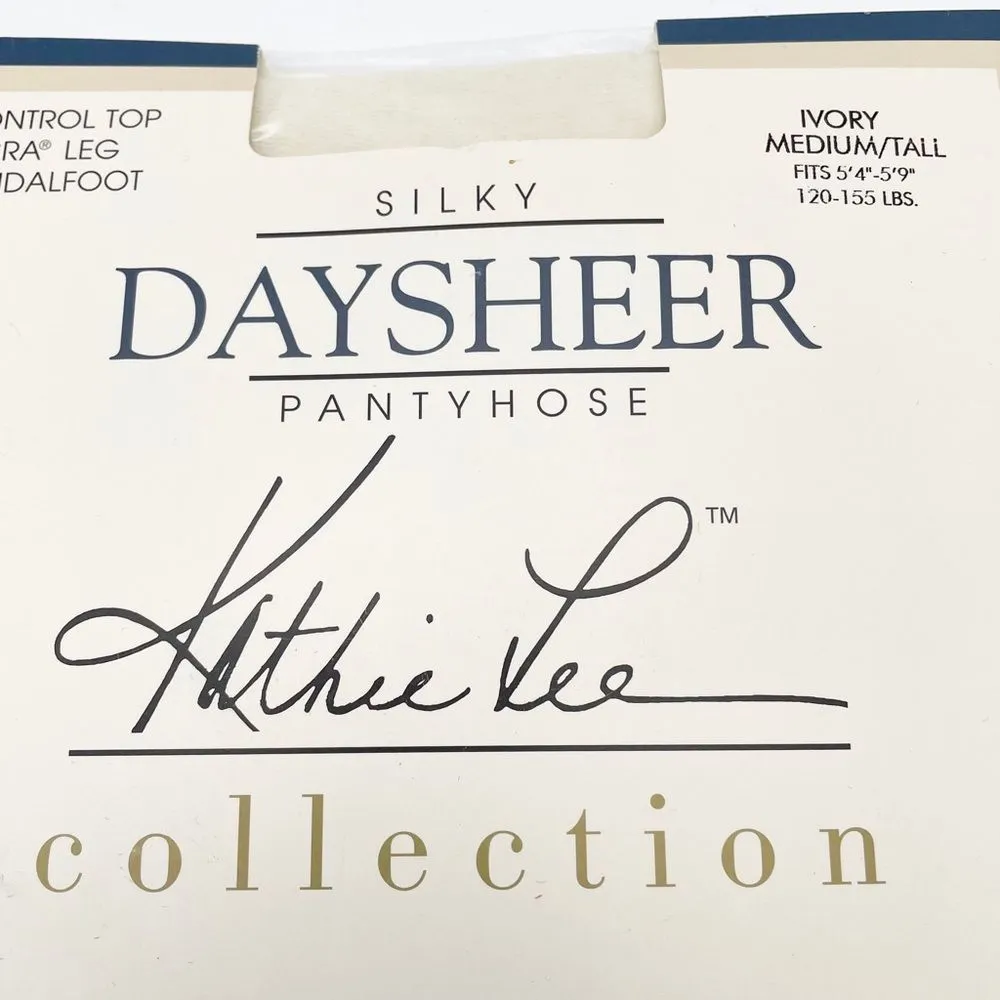 ONTROL TOP
RA® LEG
DALFOOT
IVORY
MEDIUM/TALL
FITS 5'4"-5'9"
120-155 LBS.
SILKY
DAYSHEER
PANTYHOSE
Kathie Lee™
collection